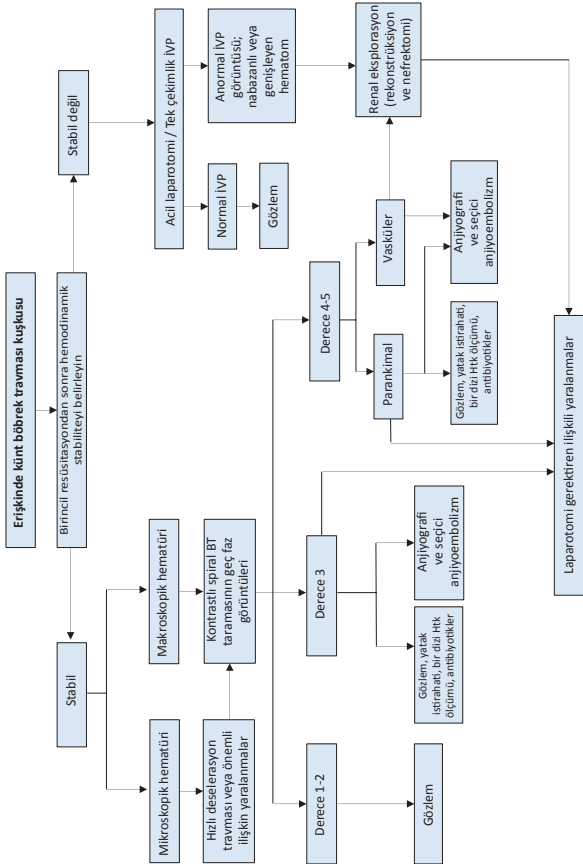 Erişkinde künt böbrek travması kuşkusu
Birincil resüsitasyondan sonra hemodinamik
stabiliteyi belirleyin
Stabil
Stabil değil
Mikroskopik hematüri
Makroskopik hematüri
Acil laparotomi / Tek çekimlik İVP
Hızlı deselerasyon
travması veya önemli
ilişkin yaralanmalar
Kontrastlı spiral BT
taramasının geç faz
görüntüleri
Normal İVP
Anormal İVP
görüntüsü;
nabazanlı veya
genişleyen
hematom
Gözlem
Derece 1-2
Derece 3
Derece 4-5
Parankimal
Vasküler
Renal eksplorasyon
(rekonstrüksiyon
ve nefrektomi)
Gözlem
Gözlem, yatak
istirahati, bir dizi Htk
ölçümü, antibiyotikler
Anjiyografi
ve seçici
anjiyoembolizm
Gözlem, yatak istirahati,
bir dizi Htk ölçümü,
antibiyotikler
Anjiyografi
ve seçici
anjiyoembolizm
Laparotomi gerektiren ilişkili yaralanmalar